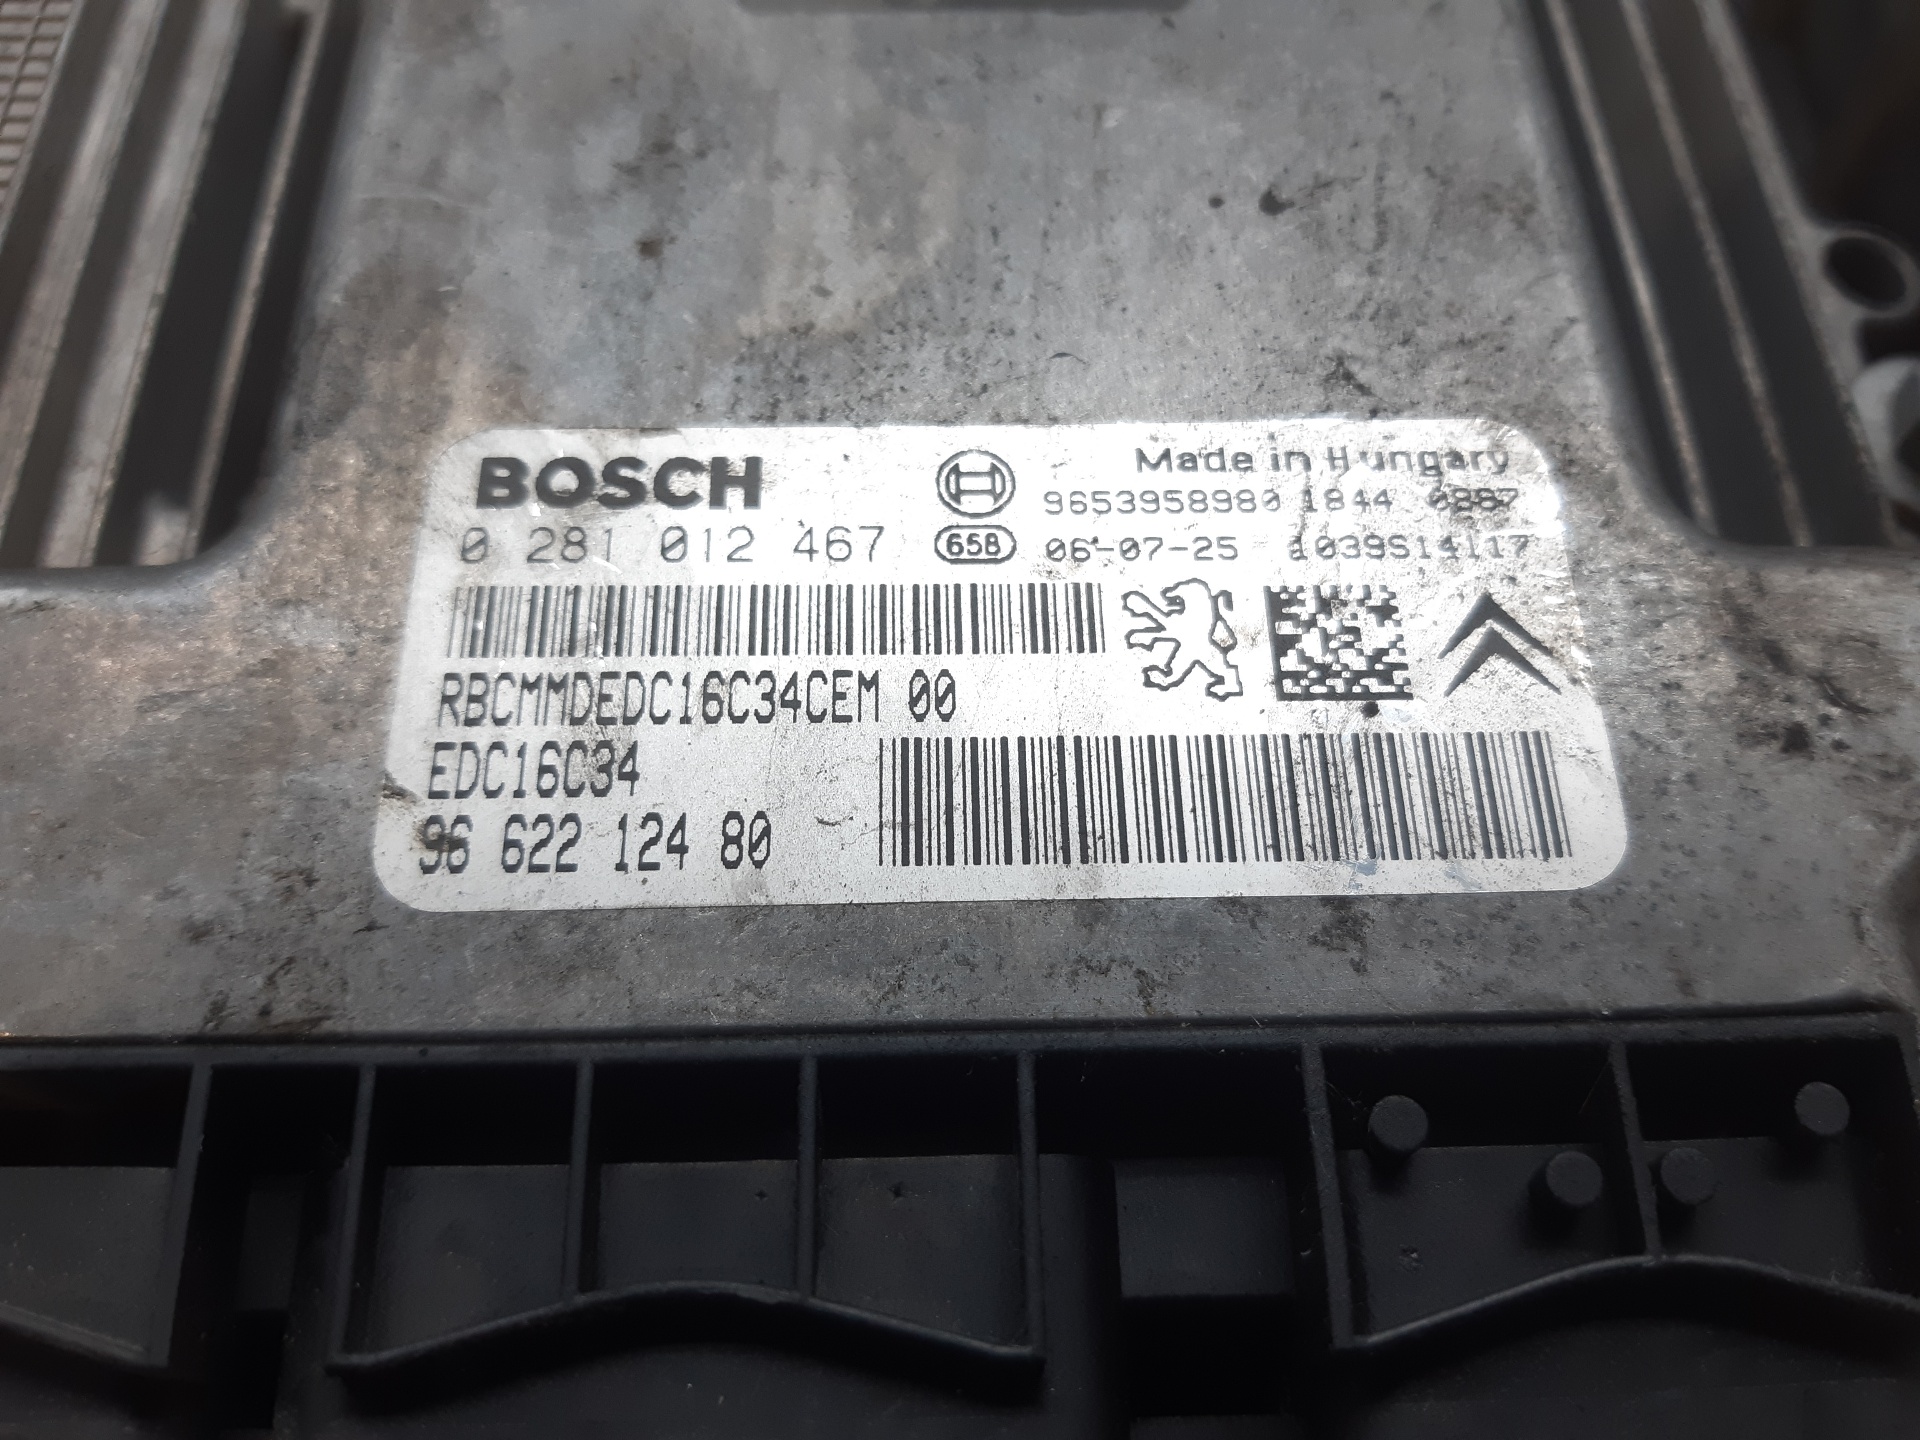 BOSCH
Made in Hungary
9653958980 1844 0887
0 281 012 467
658 06-07-25 1039S14117
RBCMMDEDC16C34CEM 00
EDC16C34
96 622 124 80